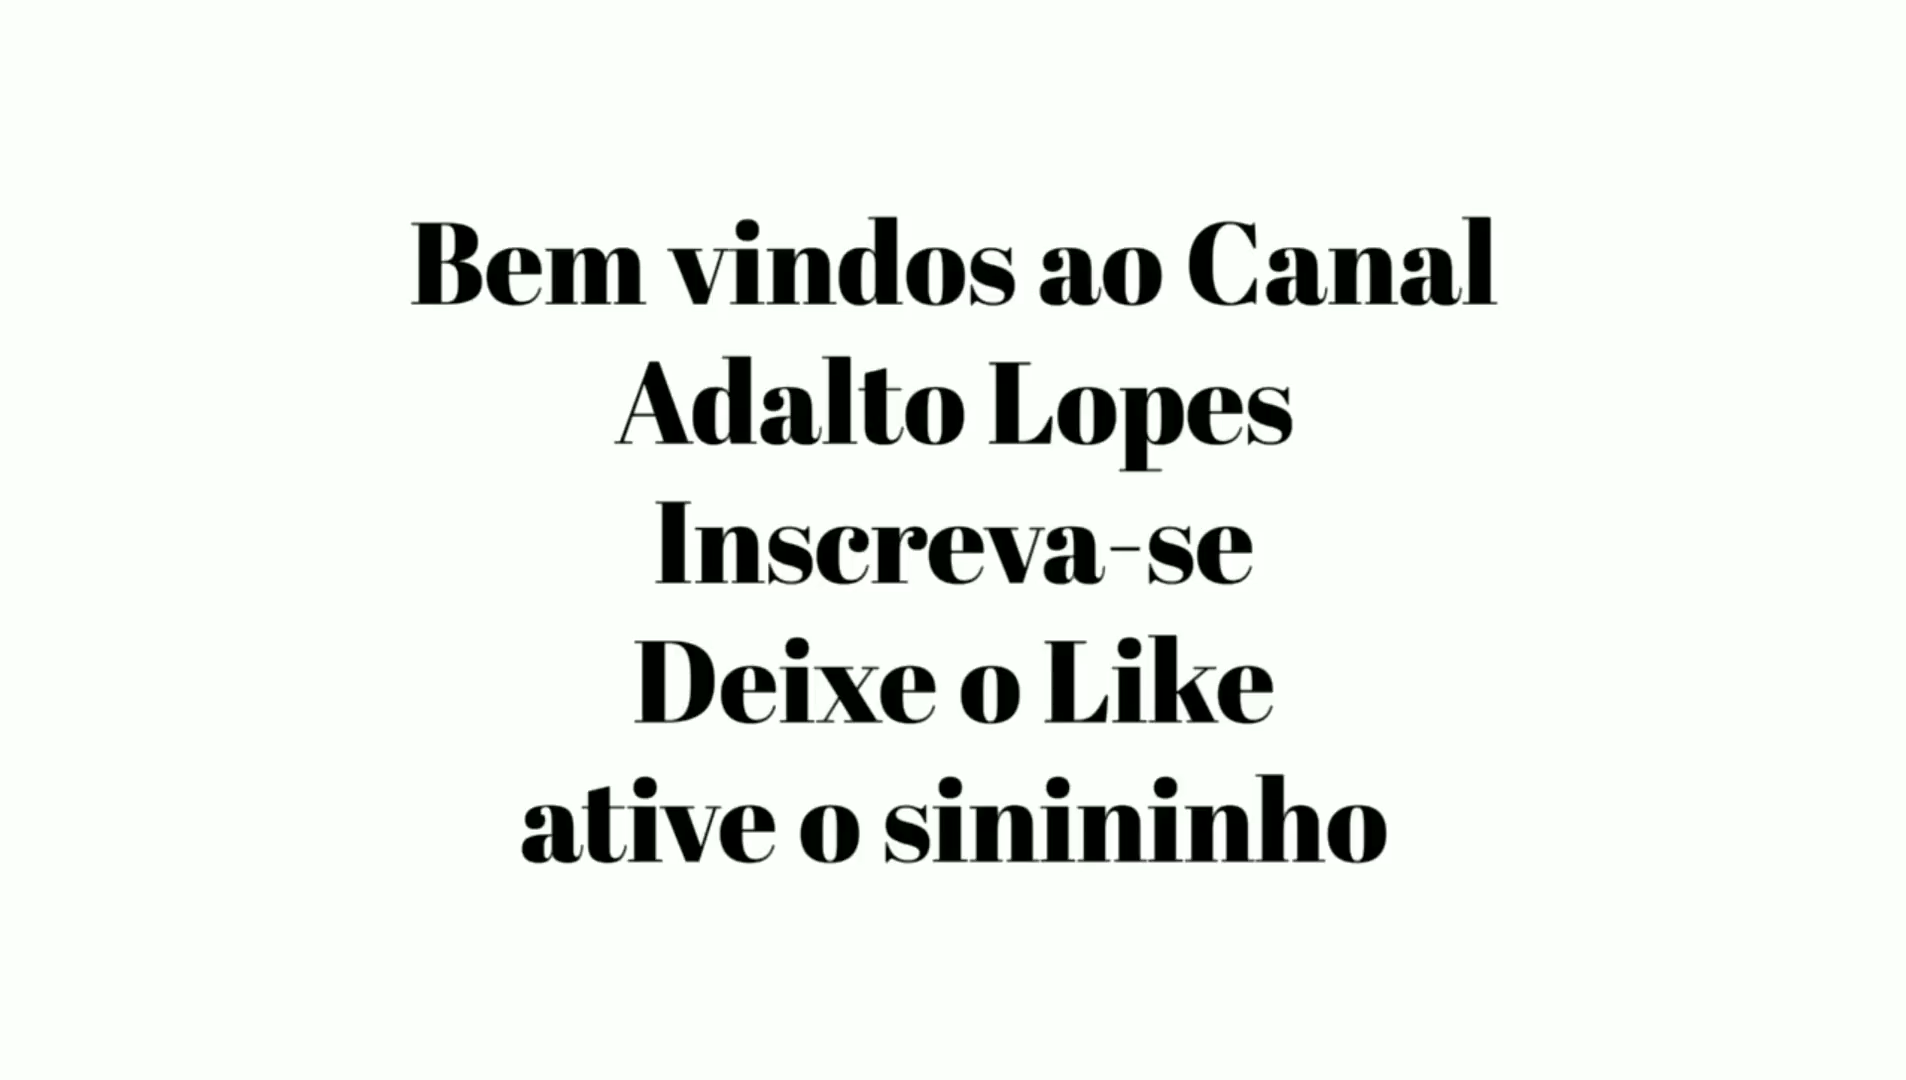 Bem vindos ao Canal
Adalto Lopes
Inscreva-se
Deixe o Like
ative o sinininho